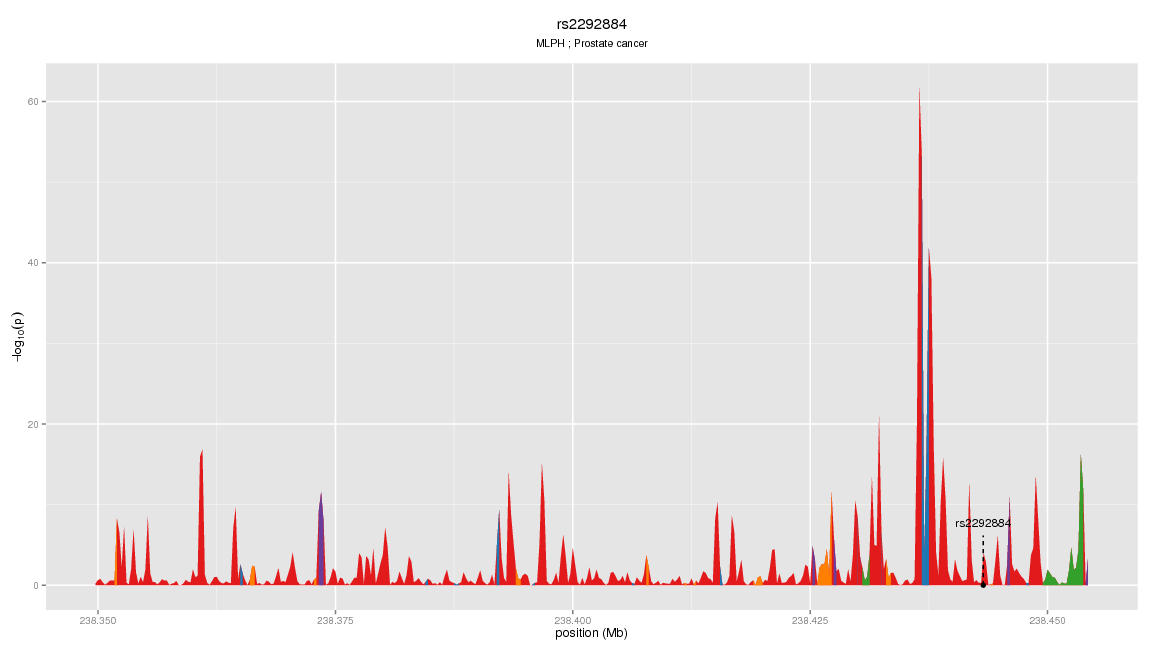 rs2292884
MLPH ; Prostate cancer
60
40
20
0
−log10(p)
rs2292884
238.350 238.375 238.400 238.425 238.450
position (Mb)